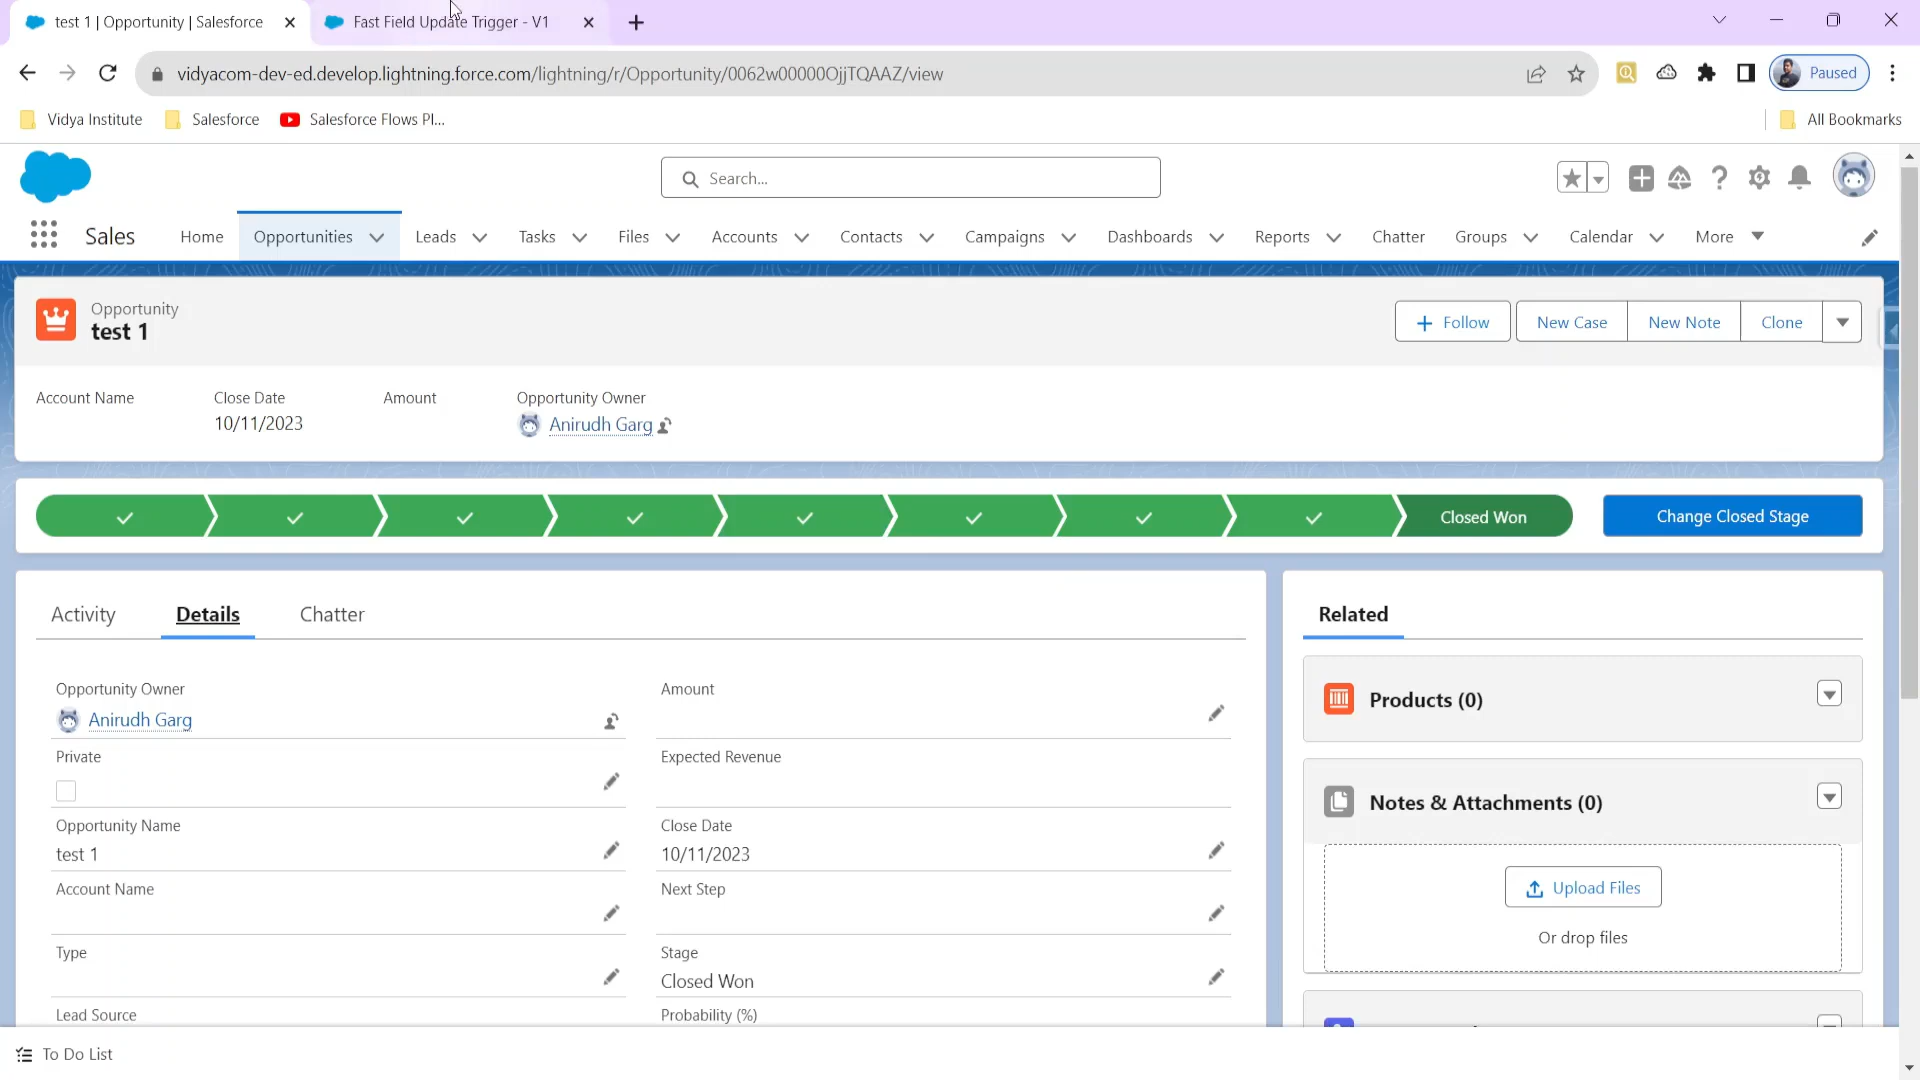 test 1 | Opportunity | Salesforce
Fast Field Update Trigger - V1
vidyacom-dev-ed.develop.lightning.force.com/lightning/r/Opportunity/0062w00000OjjTQAAZ/view
Paused
Vidya Institute
Salesforce
Salesforce Flows Pl...
All Bookmarks
Search...
Sales
Home
Opportunities
Leads
Tasks
Files
Accounts
Contacts
Campaigns
Dashboards
Reports
Chatter
Groups
Calendar
More
Opportunity
test 1
Follow
New Case
New Note
Clone
Account Name
Close Date
10/11/2023
Amount
Opportunity Owner
Anirudh Garg
Closed Won
Change Closed Stage
Activity
Details
Chatter
Opportunity Owner
Anirudh Garg
Amount
Private
Expected Revenue
Opportunity Name
test 1
Close Date
10/11/2023
Account Name
Next Step
Type
Stage
Closed Won
Lead Source
Probability (%)
Related
Products (0)
Notes & Attachments (0)
Upload Files
Or drop files
To Do List